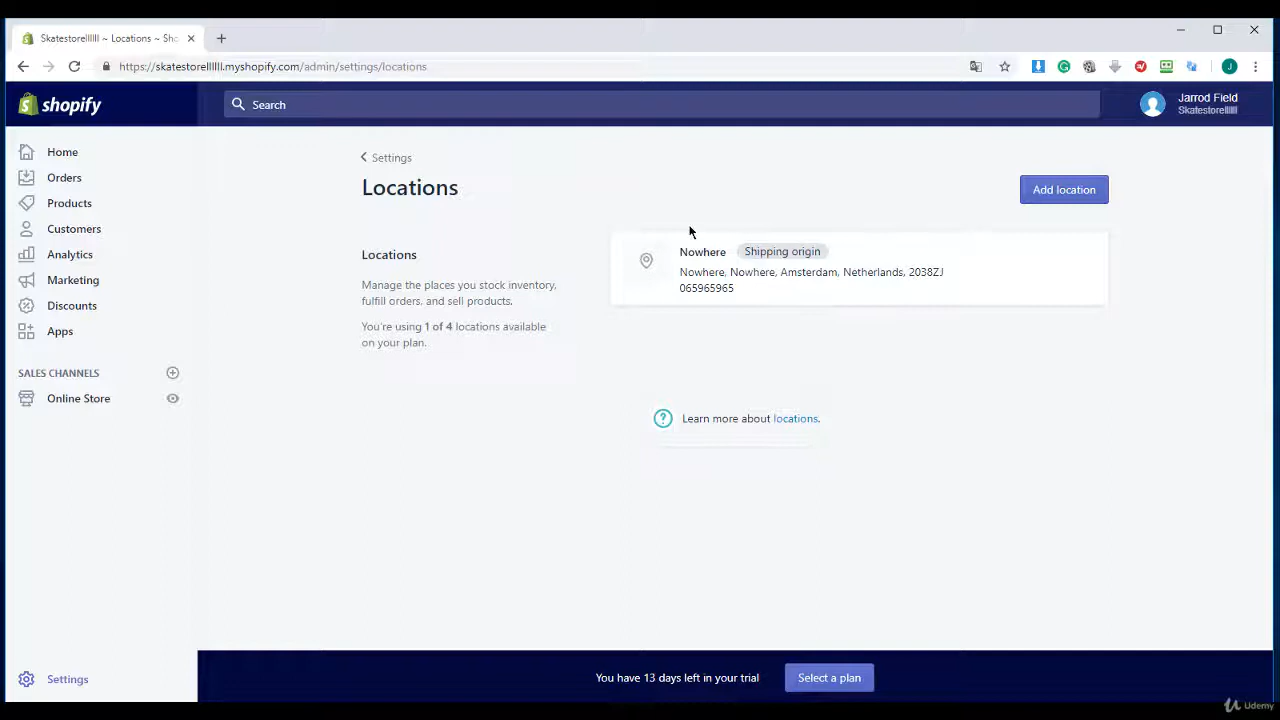 Skatestorellllll ~ Locations ~ Sho
https://skatestorellllll.myshopify.com/admin/settings/locations
shopify
Search
Jarrod Field
Skatestorellllll
Home
Orders
Products
Customers
Analytics
Marketing
Discounts
Apps
SALES CHANNELS
Online Store
Settings
Settings
Locations
Add location
Locations
Manage the places you stock inventory,
fulfill orders, and sell products.
You're using 1 of 4 locations available
on your plan.
Nowhere Shipping origin
Nowhere, Nowhere, Amsterdam, Netherlands, 2038ZJ
065965965
Learn more about locations.
You have 13 days left in your trial
Select a plan
Udemy